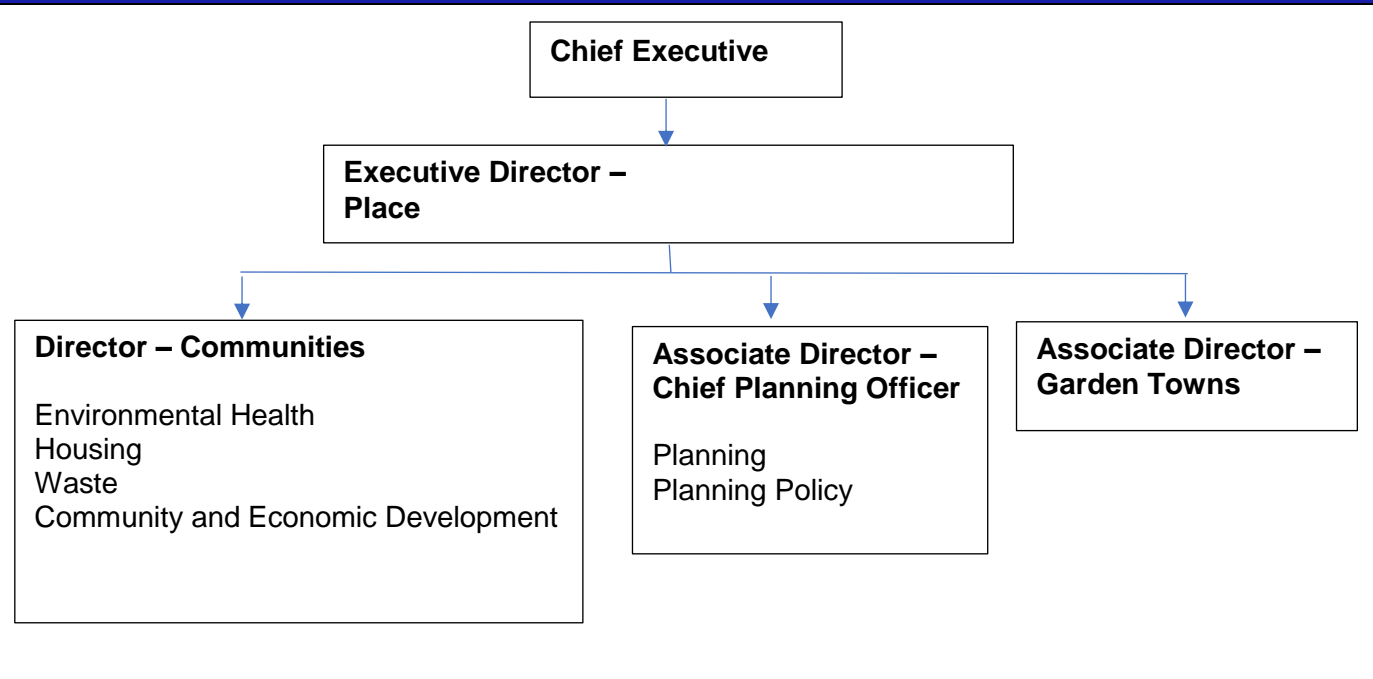 Chief Executive
Executive Director –
Place
Director – Communities
Environmental Health
Housing
Waste
Community and Economic Development
Associate Director –
Chief Planning Officer
Planning
Planning Policy
Associate Director –
Garden Towns